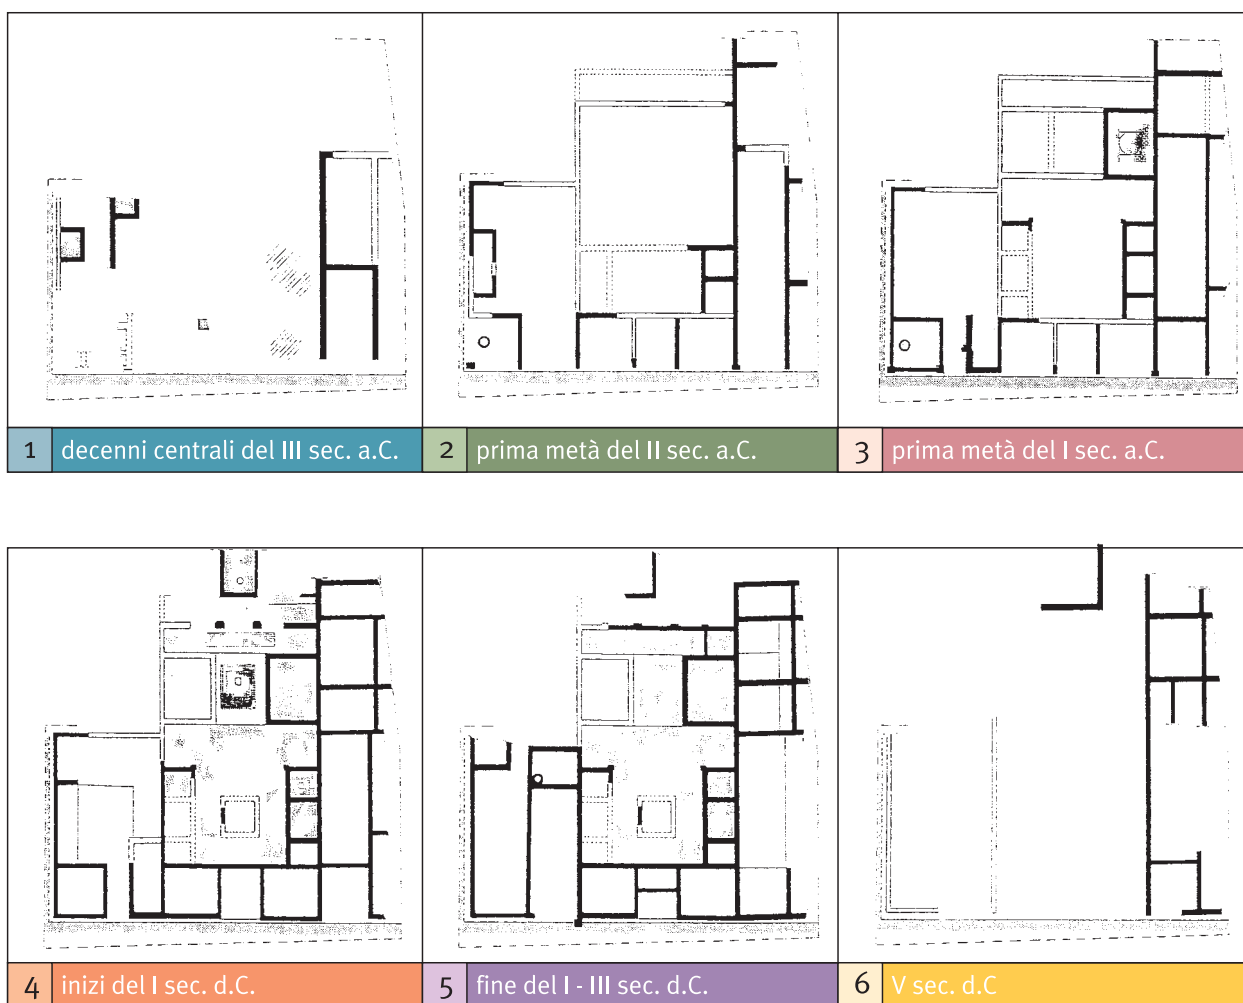 1 decenni centrali del III sec. a.C.
2 prima metà del II sec. a.C.
3 prima metà del I sec. a.C.
4 inizi del I sec. d.C.
5 fine del I - III sec. d.C.
6 V sec. d.C